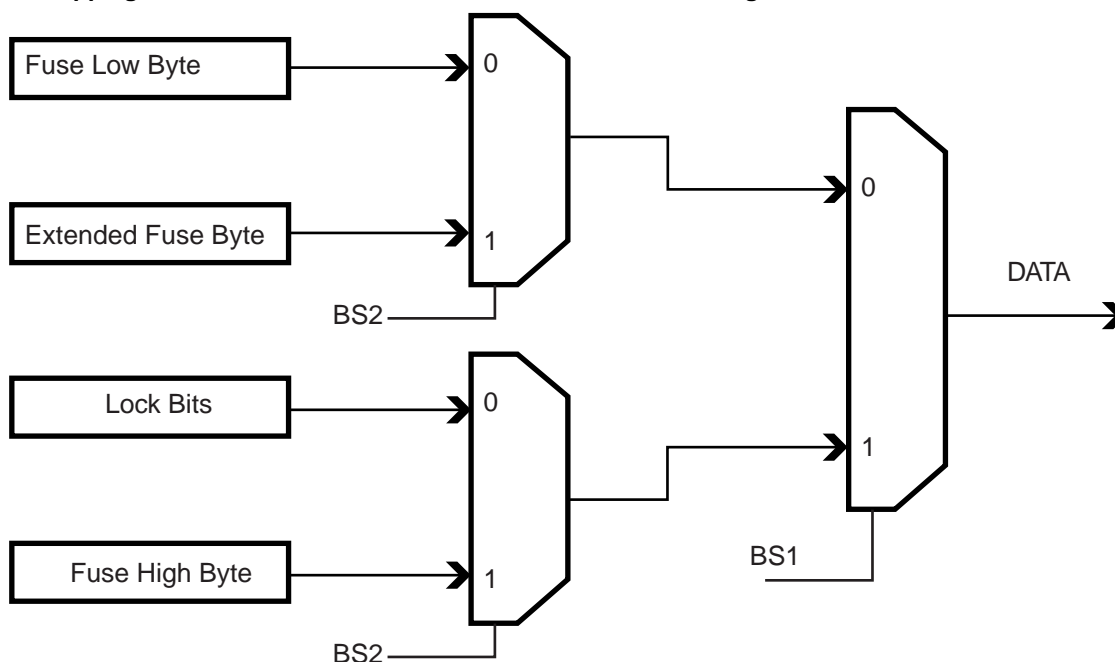 Fuse Low Byte
0
Extended Fuse Byte
1
BS2
0
DATA
Lock Bits
0
1
Fuse High Byte
1
BS1
BS2